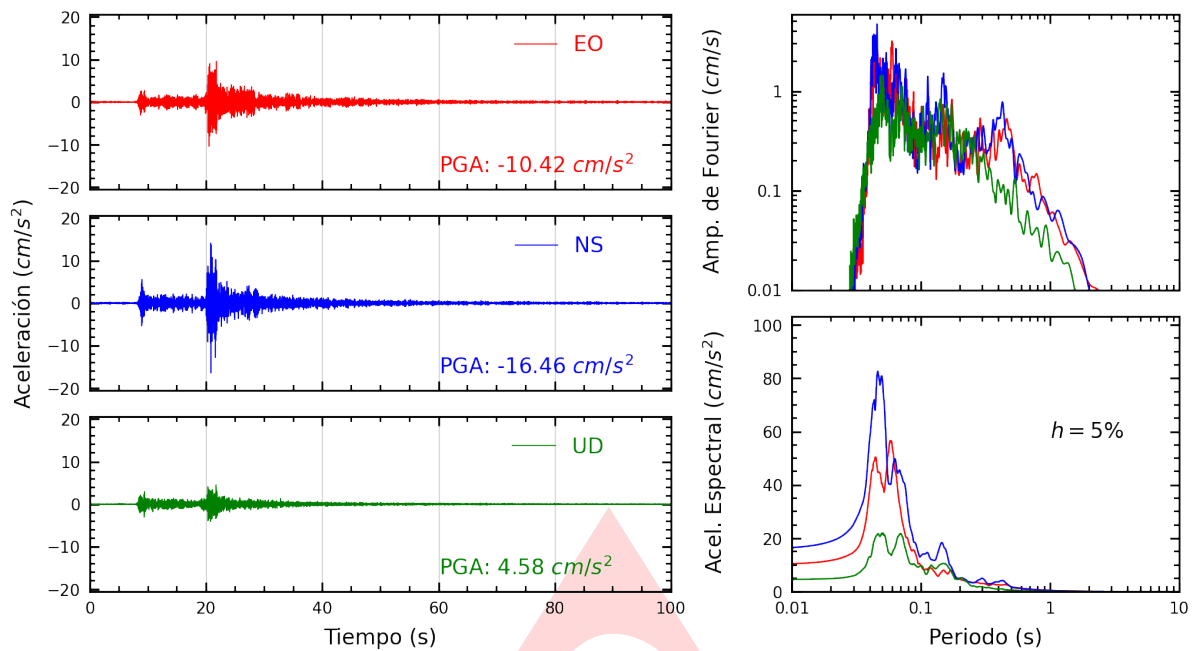 Aceleración (cm/s²)
20
10
0
−10
−20
EO
PGA: -10.42 cm/s²
20
10
0
−10
−20
NS
PGA: -16.46 cm/s²
20
10
0
−10
−20
UD
PGA: 4.58 cm/s²
0 20 40 60 80 100
Tiempo (s)
Amp. de Fourier (cm/s)
1
0.1
0.01
Acel. Espectral (cm/s²)
100
80
60
40
20
0
h = 5%
0.01 0.1 1 10
Periodo (s)